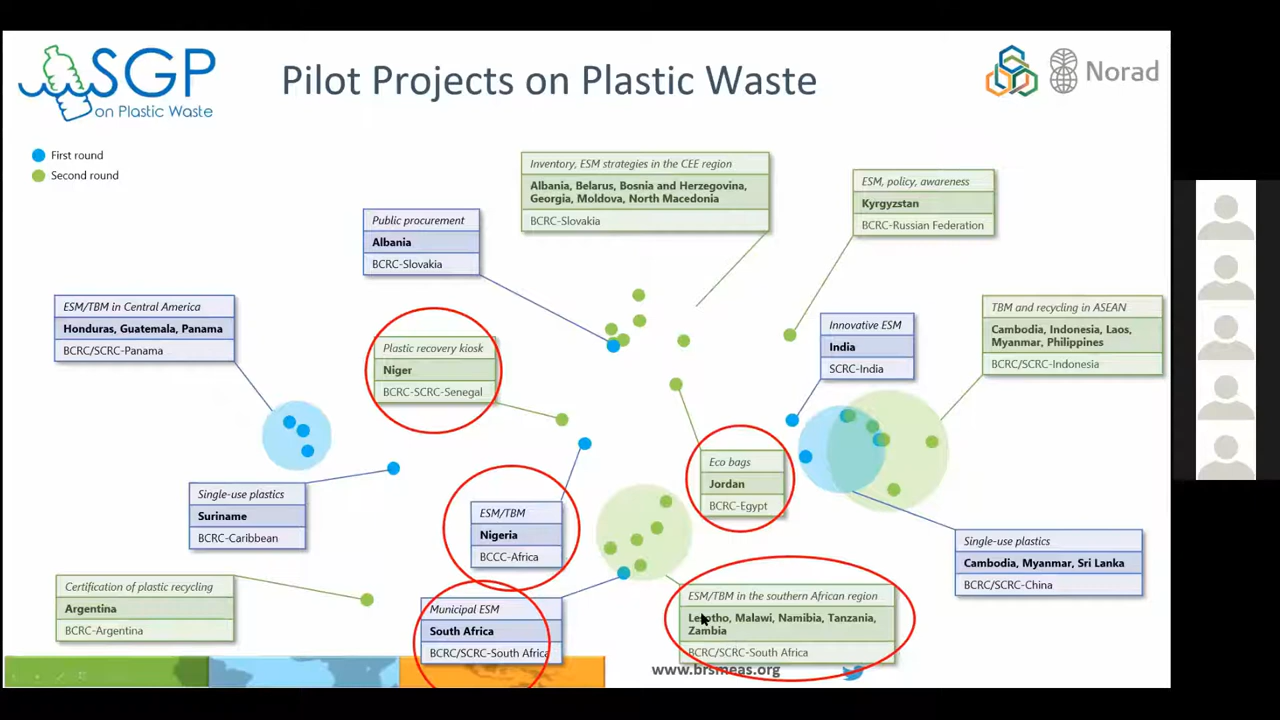 SGP
on Plastic Waste
Pilot Projects on Plastic Waste
Norad
First round
Second round
Inventory, ESM strategies in the CEE region
Albania, Belarus, Bosnia and Herzegovina,
Georgia, Moldova, North Macedonia
BCRC-Slovakia
ESM, policy, awareness
Kyrgyzstan
BCRC-Russian Federation
Public procurement
Albania
BCRC-Slovakia
ESM/TBM in Central America
Honduras, Guatemala, Panama
BCRC/SCRC-Panama
Plastic recovery kiosk
Niger
BCRC-SCRC-Senegal
Innovative ESM
India
SCRC-India
TBM and recycling in ASEAN
Cambodia, Indonesia, Laos,
Myanmar, Philippines
BCRC/SCRC-Indonesia
Eco bags
Jordan
BCRC-Egypt
Single-use plastics
Suriname
BCRC-Caribbean
ESM/TBM
Nigeria
BCCC-Africa
Single-use plastics
Cambodia, Myanmar, Sri Lanka
BCRC/SCRC-China
Certification of plastic recycling
Argentina
BCRC-Argentina
Municipal ESM
South Africa
BCRC/SCRC-South Africa
ESM/TBM in the southern African region
Lesotho, Malawi, Namibia, Tanzania,
Zambia
BCRC/SCRC-South Africa
www.brsmeas.org